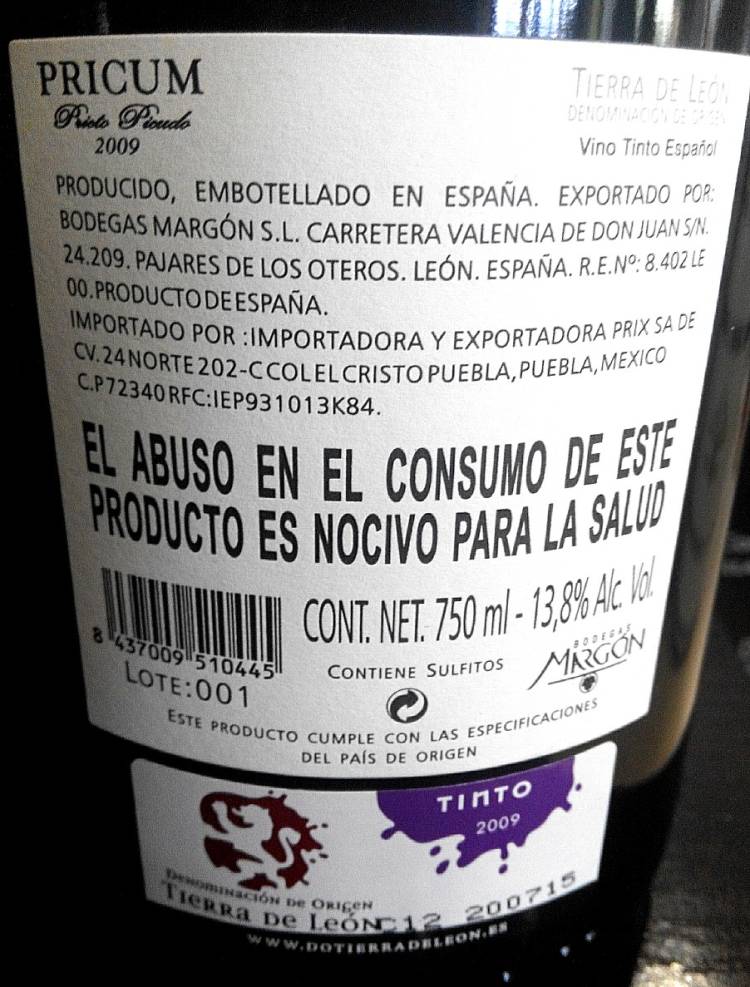 PRICUM
Prieto Picudo
2009
TIERRA DE LEÓN
DENOMINACIÓN DE ORIGEN
Vino Tinto Español
PRODUCIDO, EMBOTELLADO EN ESPAÑA. EXPORTADO POR:
BODEGAS MARGÓN S.L. CARRETERA VALENCIA DE DON JUAN S/N.
24.209. PAJARES DE LOS OTEROS. LEÓN. ESPAÑA. R.E.Nº: 8.402 LE
00.PRODUCTO DE ESPAÑA.
IMPORTADO POR :IMPORTADORA Y EXPORTADORA PRIX SA DE
CV. 24 NORTE 202-C COL EL CRISTO PUEBLA, PUEBLA, MEXICO
C.P 72340 RFC:IEP931013K84.
EL ABUSO EN EL CONSUMO DE ESTE
PRODUCTO ES NOCIVO PARA LA SALUD
CONT. NET. 750 ml - 13,8% Alc. Vol.
8 437009 510445
LOTE:001
CONTIENE SULFITOS
BODEGAS
MARGÓN
ESTE PRODUCTO CUMPLE CON LAS ESPECIFICACIONES
DEL PAÍS DE ORIGEN
TINTO
2009
DENOMINACIÓN DE ORIGEN
TIERRA DE LEÓN
C12 200715
WWW.DOTIERRADELEON.ES